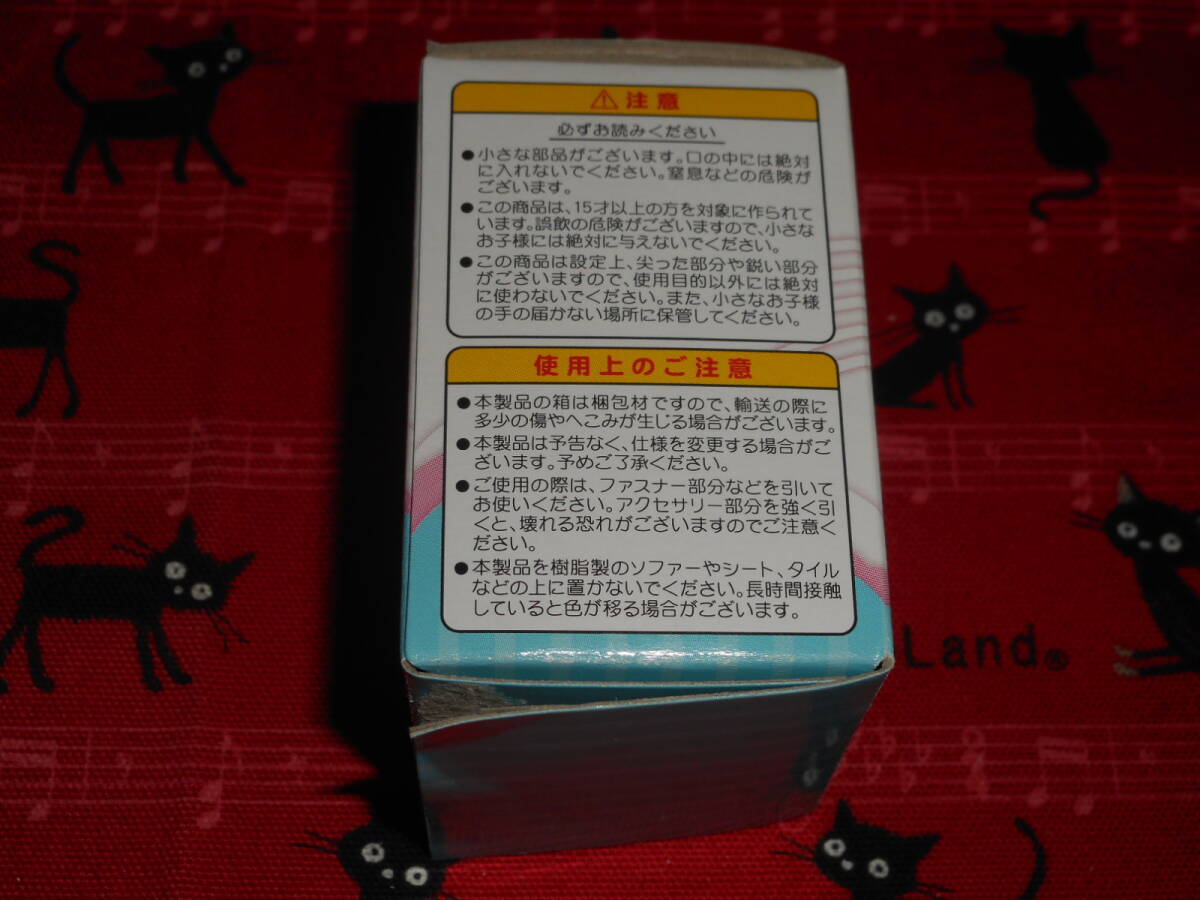 注意
必ずお読みください
●小さな部品がございます。口の中には絶対
に入れないでください。窒息などの危険が
ございます。
●この商品は、15才以上の方を対象に作られて
います。誤飲の危険がございますので、小さな
お子様には絶対に与えないでください。
●この商品は設定上、尖った部分や鋭い部分
がございますので、使用目的以外には絶対
に使わないでください。また、小さなお子様
の手の届かない場所に保管してください。
使用上のご注意
●本製品の箱は梱包材ですので、輸送の際に
多少の傷やへこみが生じる場合がございます。
●本製品は予告なく、仕様を変更する場合がご
ざいます。予めご了承ください。
●ご使用の際は、ファスナー部分などを引いて
お使いください。アクセサリー部分を強く引
くと、壊れる恐れがございますのでご注意く
ださい。
●本製品を樹脂製のソファーやシート、タイル
などの上に置かないでください。長時間接触
していると色が移る場合がございます。
Land®